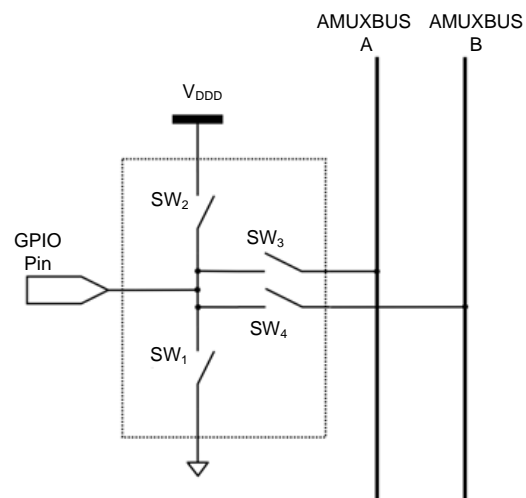 AMUXBUS
A
AMUXBUS
B
VDDD
SW2
GPIO
Pin
SW3
SW4
SW1